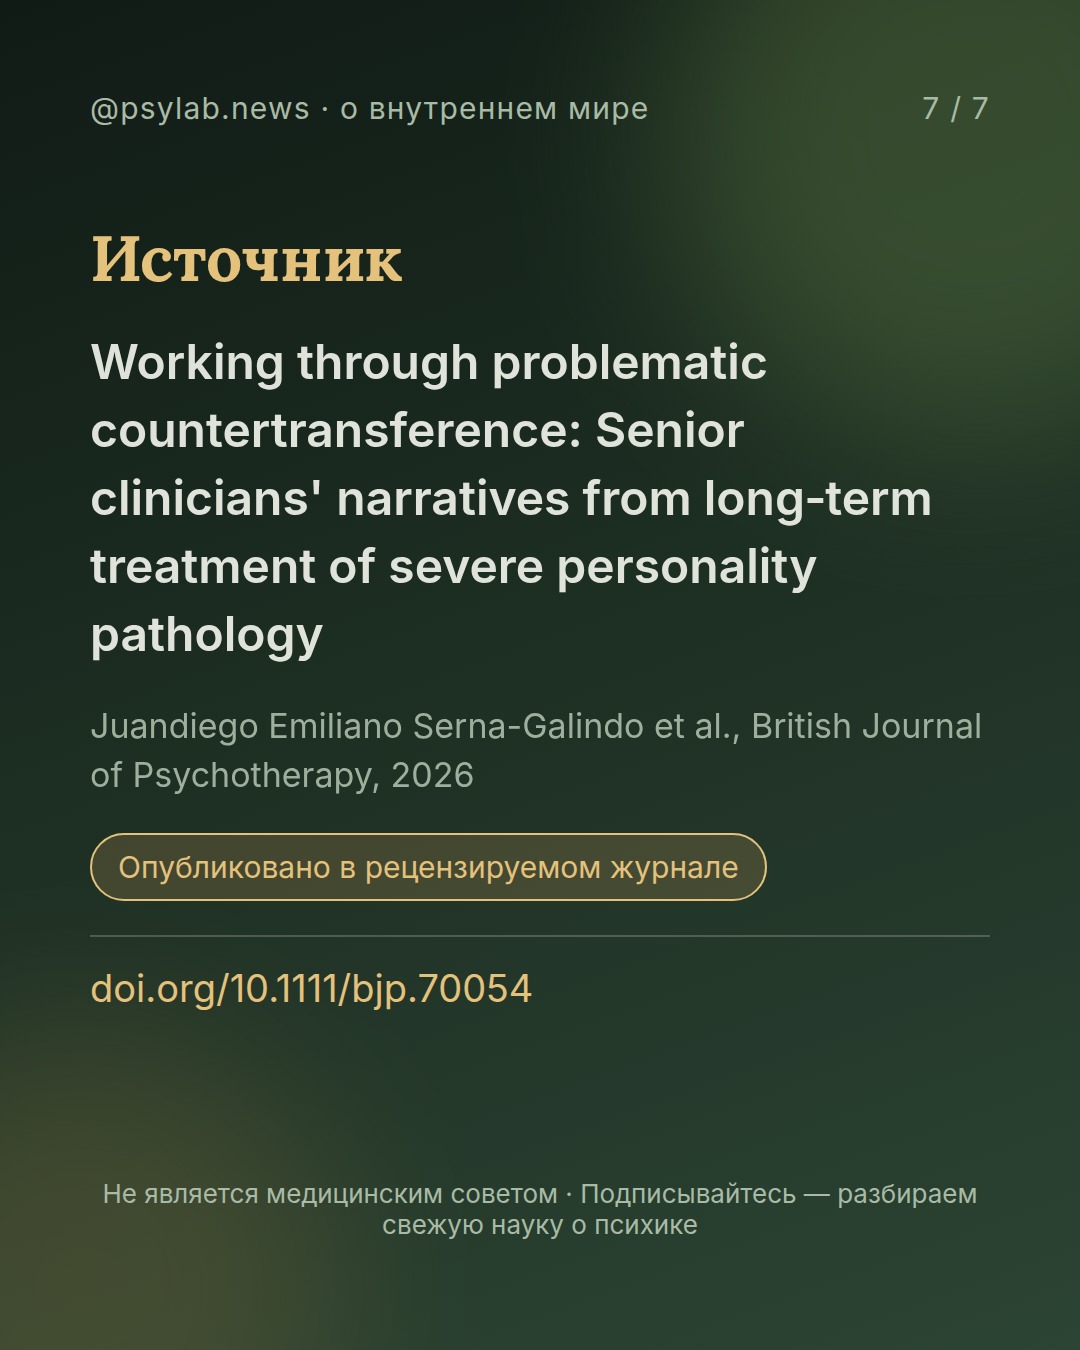 @psylab.news · о внутреннем мире
7 / 7
Источник
Working through problematic
countertransference: Senior
clinicians' narratives from long-term
treatment of severe personality
pathology
Juandiego Emiliano Serna-Galindo et al., British Journal
of Psychotherapy, 2026
Опубликовано в рецензируемом журнале
doi.org/10.1111/bjp.70054
Не является медицинским советом · Подписывайтесь — разбираем
свежую науку о психике